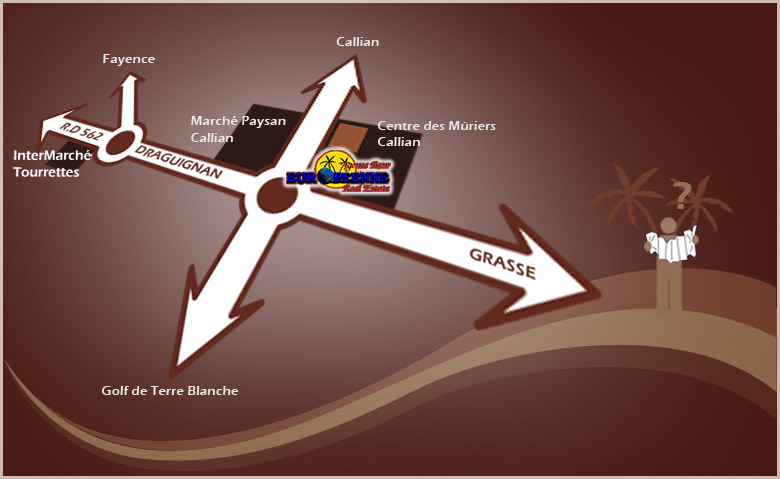 Callian
Fayence
R.D 562
Marché Paysan
Callian
Centre des Mûriers
Callian
InterMarché
Tourrettes
DRAGUIGNAN
EUROPEENNE
Real Estate
?
GRASSE
Golf de Terre Blanche